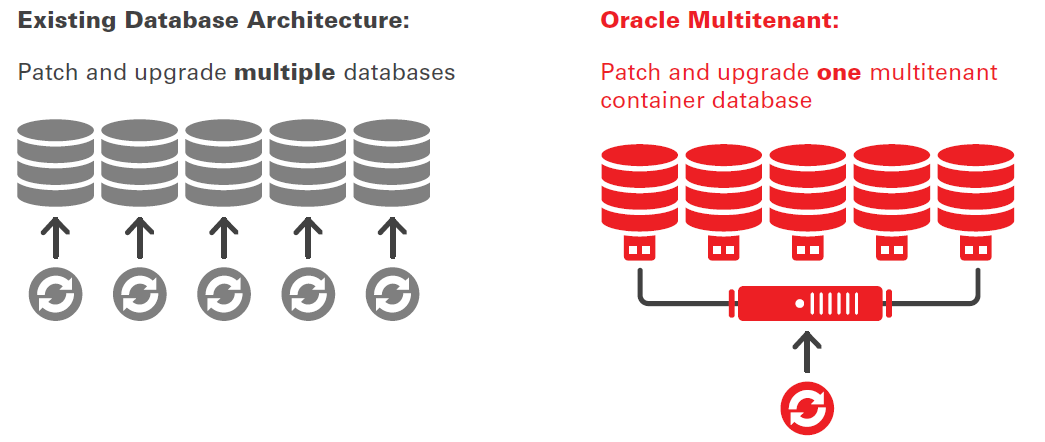 Existing Database Architecture:
Patch and upgrade multiple databases
Oracle Multitenant:
Patch and upgrade one multitenant
container database